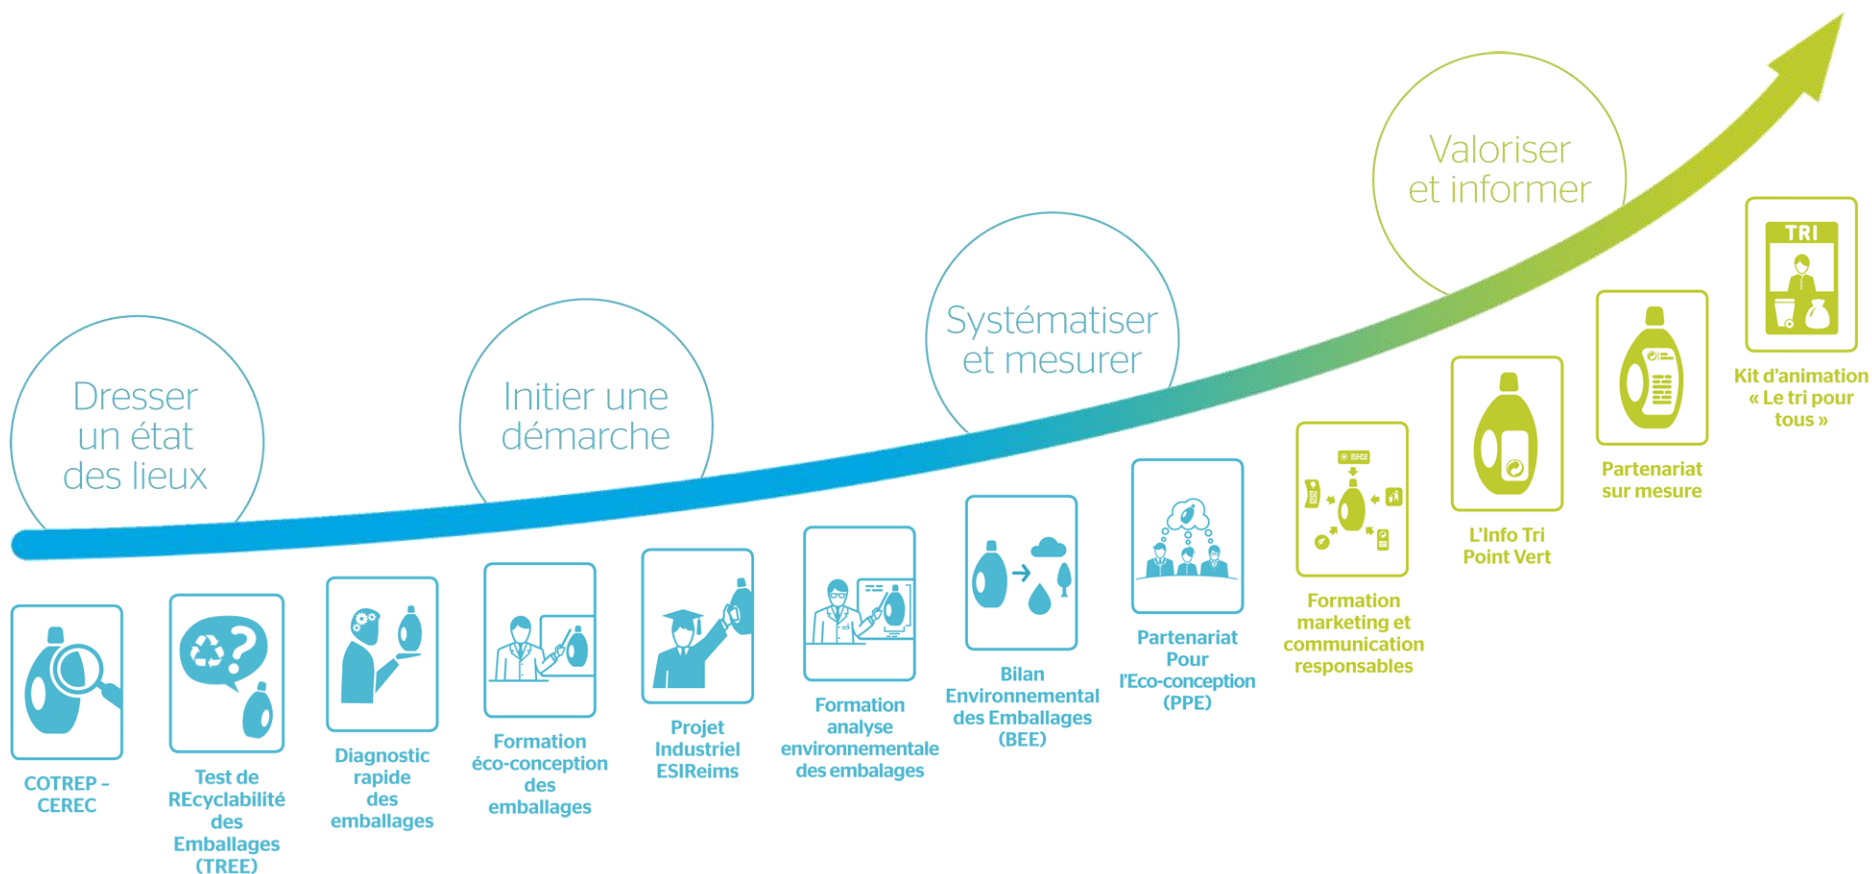 Dresser
un état
des lieux
Initier une
démarche
Systématiser
et mesurer
Valoriser
et informer
COTREP –
CEREC
Test de
REcyclabilité
des
Emballages
(TREE)
Diagnostic
rapide
des
emballages
Formation
éco-conception
des
emballages
Projet
Industriel
ESIReims
Formation
analyse
environnementale
des embalages
Bilan
Environnemental
des Emballages
(BEE)
Partenariat
Pour
l'Eco-conception
(PPE)
Formation
marketing et
communication
responsables
L'Info Tri
Point Vert
Partenariat
sur mesure
TRI
Kit d'animation
« Le tri pour
tous »